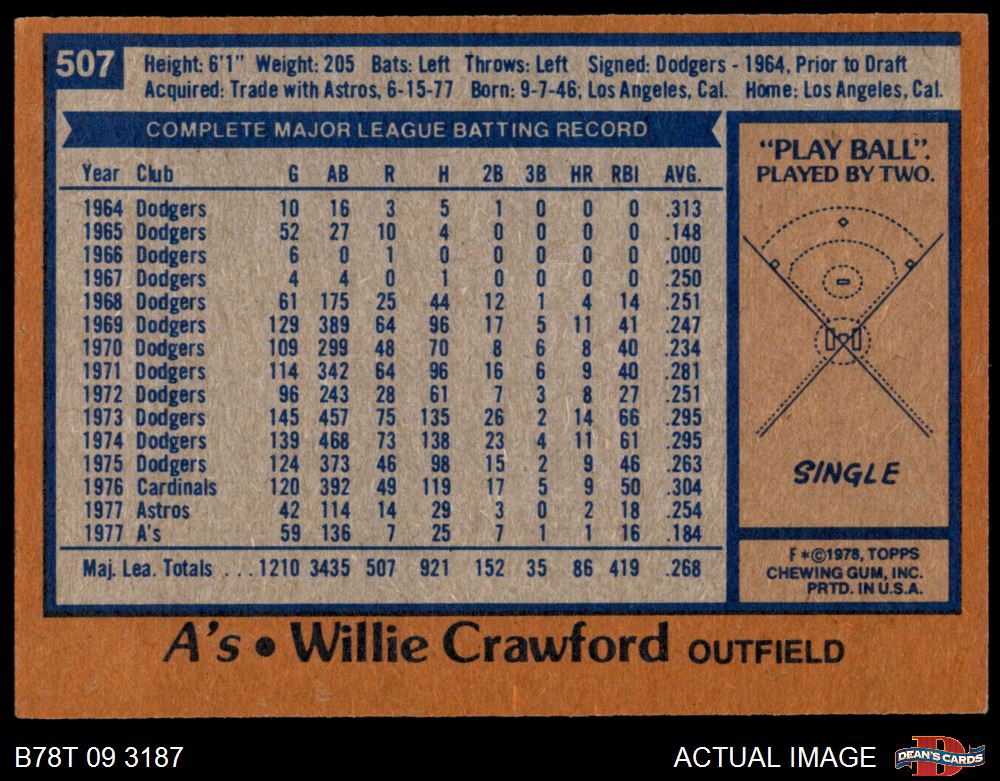 507
Height: 6'1" Weight: 205 Bats: Left Throws: Left Signed: Dodgers - 1964, Prior to Draft
Acquired: Trade with Astros, 6-15-77 Born: 9-7-46, Los Angeles, Cal. Home: Los Angeles, Cal.
COMPLETE MAJOR LEAGUE BATTING RECORD
Year Club G AB R H 2B 3B HR RBI AVG.
1964 Dodgers 10 16 3 5 1 0 0 0 .313
1965 Dodgers 52 27 10 4 0 0 0 0 .148
1966 Dodgers 6 0 1 0 0 0 0 0 .000
1967 Dodgers 4 4 0 1 0 0 0 0 .250
1968 Dodgers 61 175 25 44 12 1 4 14 .251
1969 Dodgers 129 389 64 96 17 5 11 41 .247
1970 Dodgers 109 299 48 70 8 6 8 40 .234
1971 Dodgers 114 342 64 96 16 6 9 40 .281
1972 Dodgers 96 243 28 61 7 3 8 27 .251
1973 Dodgers 145 457 75 135 26 2 14 66 .295
1974 Dodgers 139 468 73 138 23 4 11 61 .295
1975 Dodgers 124 373 46 98 15 2 9 46 .263
1976 Cardinals 120 392 49 119 17 5 9 50 .304
1977 Astros 42 114 14 29 3 0 2 18 .254
1977 A's 59 136 7 25 7 1 1 16 .184
Maj. Lea. Totals ... 1210 3435 507 921 152 35 86 419 .268
"PLAY BALL".
PLAYED BY TWO.
SINGLE
F *©1978, TOPPS
CHEWING GUM, INC.
PRTD. IN U.S.A.
A's • Willie Crawford OUTFIELD
B78T 09 3187
ACTUAL IMAGE
D
DEAN'S CARDS